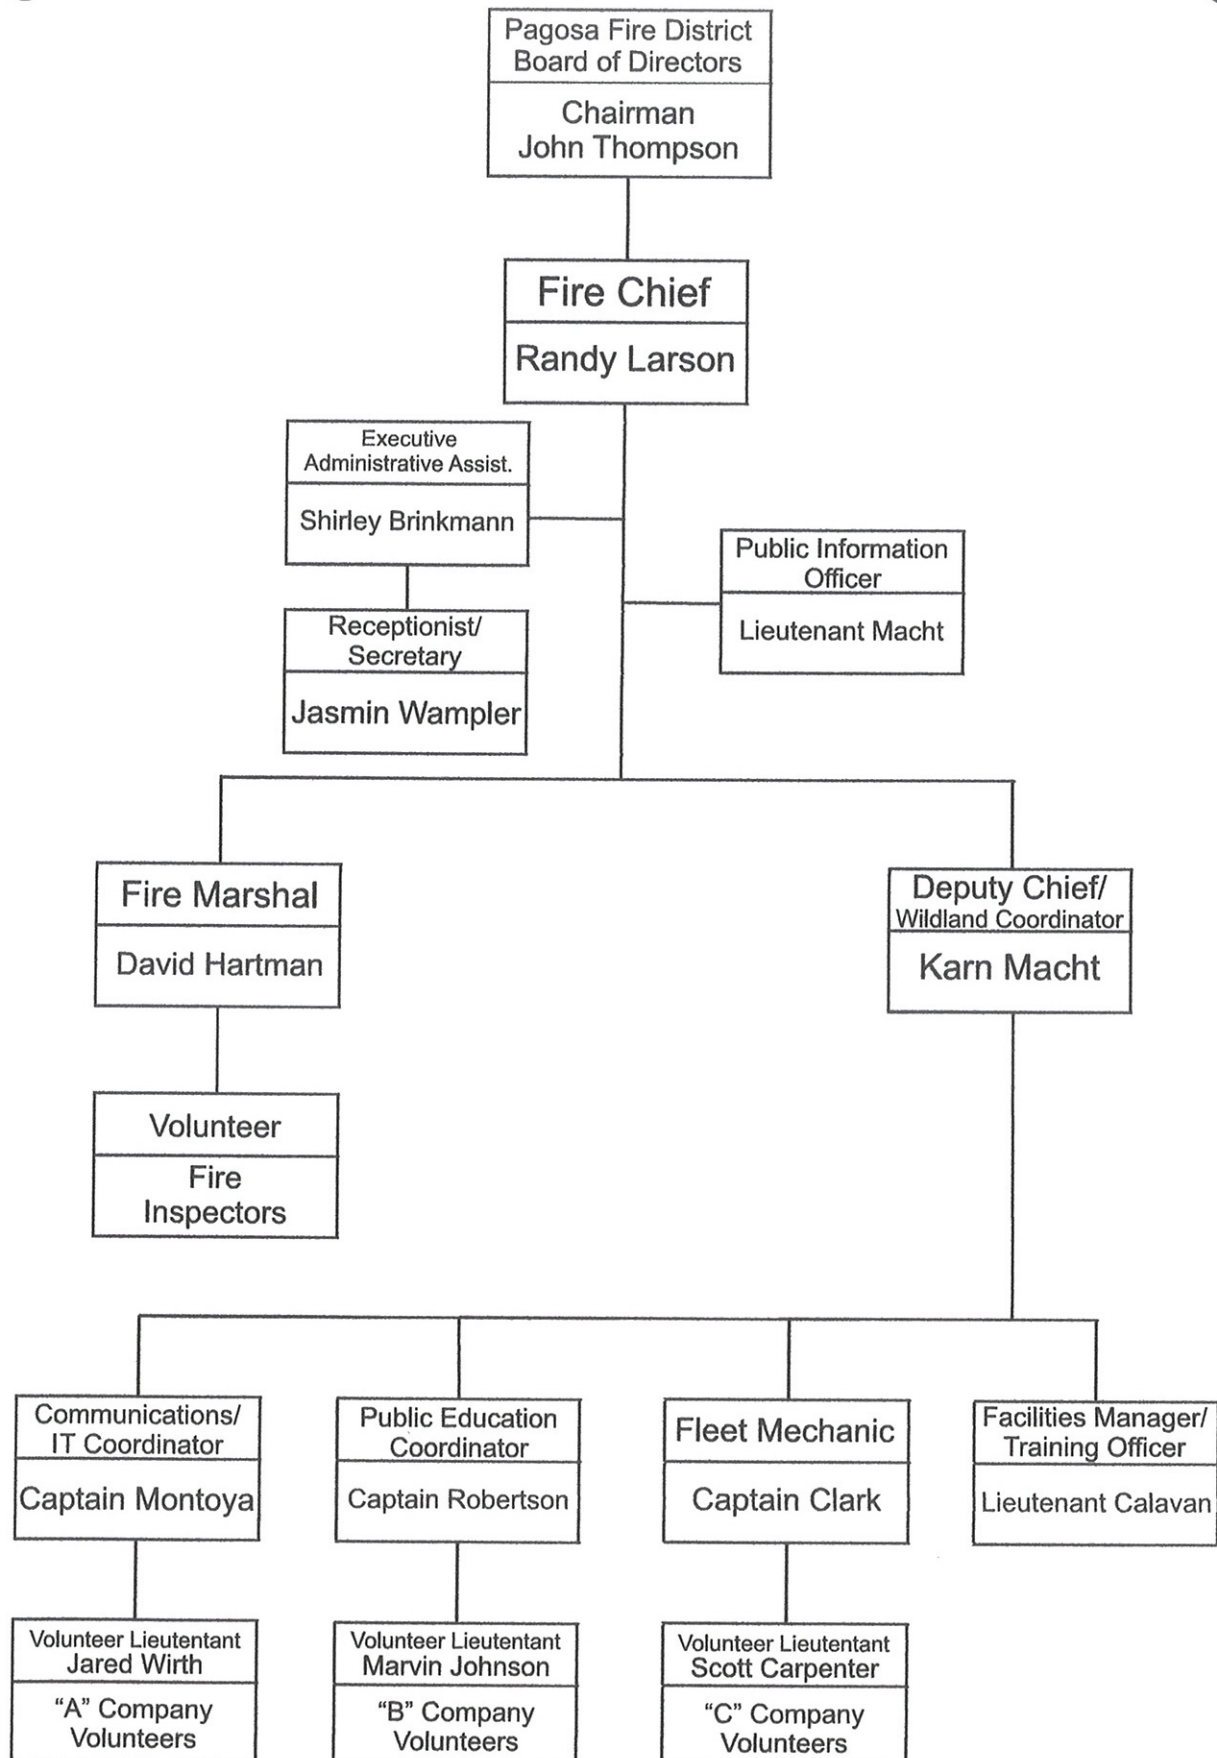 Pagosa Fire District
Board of Directors
Chairman
John Thompson
Fire Chief
Randy Larson
Executive
Administrative Assist.
Shirley Brinkmann
Public Information
Officer
Lieutenant Macht
Receptionist/
Secretary
Jasmin Wampler
Fire Marshal
David Hartman
Deputy Chief/
Wildland Coordinator
Karn Macht
Volunteer
Fire
Inspectors
Communications/
IT Coordinator
Captain Montoya
Public Education
Coordinator
Captain Robertson
Fleet Mechanic
Captain Clark
Facilities Manager/
Training Officer
Lieutenant Calavan
Volunteer Lieutentant
Jared Wirth
“A” Company
Volunteers
Volunteer Lieutentant
Marvin Johnson
“B” Company
Volunteers
Volunteer Lieutentant
Scott Carpenter
“C” Company
Volunteers